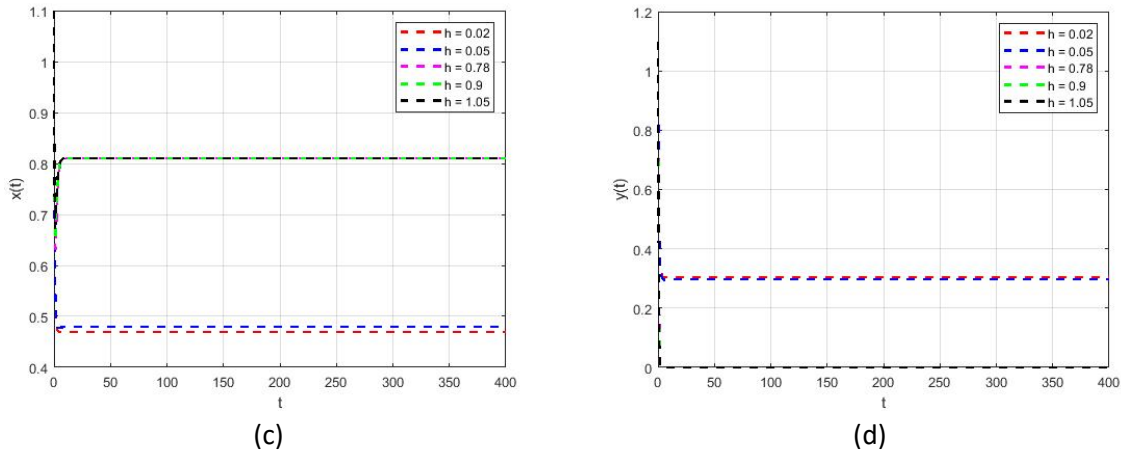 1.1
1
0.9
0.8
0.7
0.6
0.5
0.4
x(t)
0
50
100
150
200
250
300
350
400
t
h = 0.02
h = 0.05
h = 0.78
h = 0.9
h = 1.05
(c)
1.2
1
0.8
0.6
0.4
0.2
0
y(t)
0
50
100
150
200
250
300
350
400
t
h = 0.02
h = 0.05
h = 0.78
h = 0.9
h = 1.05
(d)